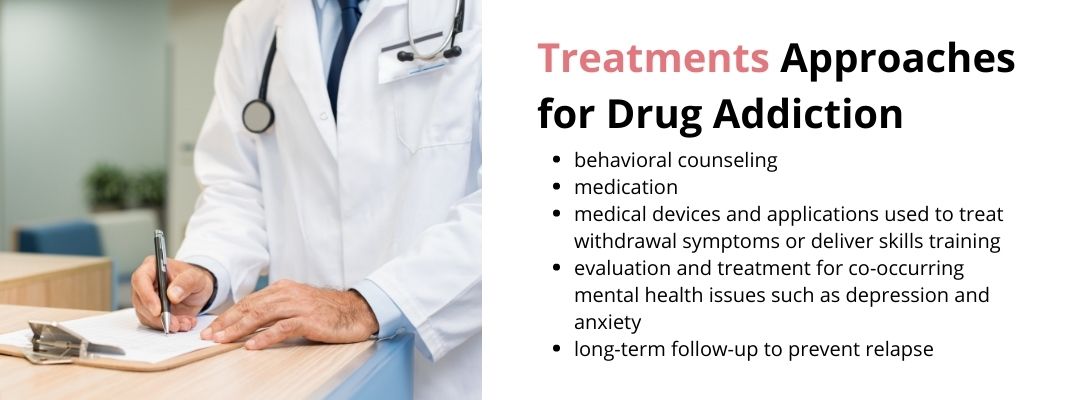 Treatments Approaches
for Drug Addiction
• behavioral counseling
• medication
• medical devices and applications used to treat
withdrawal symptoms or deliver skills training
• evaluation and treatment for co-occurring
mental health issues such as depression and
anxiety
• long-term follow-up to prevent relapse